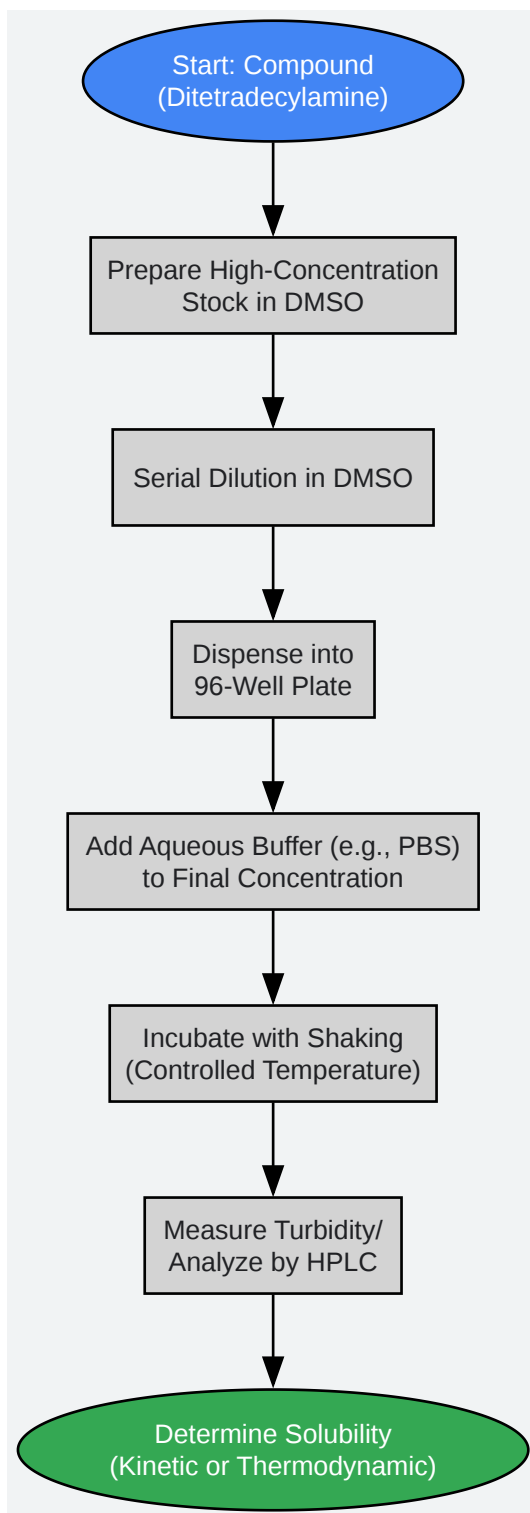 Start: Compound
(Ditetradecylamine)
Prepare High-Concentration
Stock in DMSO
Serial Dilution in DMSO
Dispense into
96-Well Plate
Add Aqueous Buffer (e.g., PBS)
to Final Concentration
Incubate with Shaking
(Controlled Temperature)
Measure Turbidity/
Analyze by HPLC
Determine Solubility
(Kinetic or Thermodynamic)